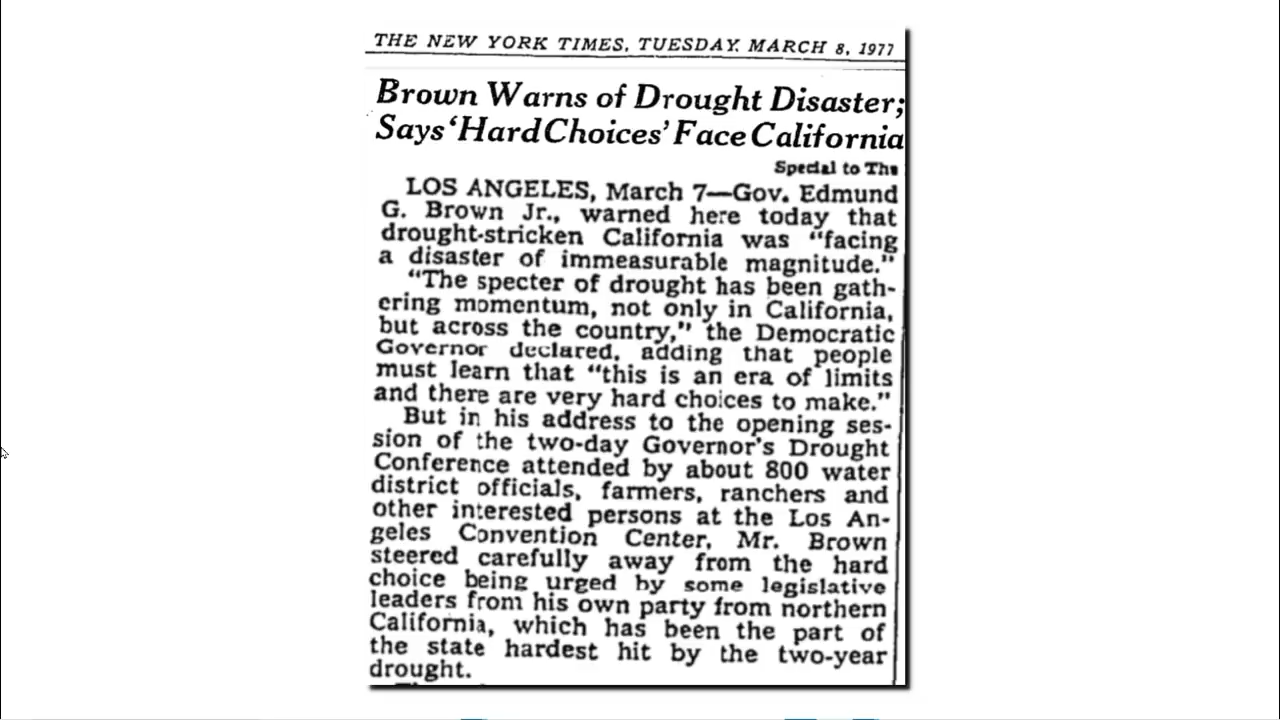 THE NEW YORK TIMES, TUESDAY, MARCH 8, 1977
Brown Warns of Drought Disaster;
Says ‘Hard Choices’ Face California
Special to The
LOS ANGELES, March 7—Gov. Edmund
G. Brown Jr., warned here today that
drought-stricken California was “facing
a disaster of immeasurable magnitude.”
“The specter of drought has been gath-
ering momentum, not only in California,
but across the country,” the Democratic
Governor declared, adding that people
must learn that “this is an era of limits
and there are very hard choices to make.”
But in his address to the opening ses-
sion of the two-day Governor’s Drought
Conference attended by about 800 water
district officials, farmers, ranchers and
other interested persons at the Los An-
geles Convention Center, Mr. Brown
steered carefully away from the hard
choice being urged by some legislative
leaders from his own party from northern
California, which has been the part of
the state hardest hit by the two-year
drought.